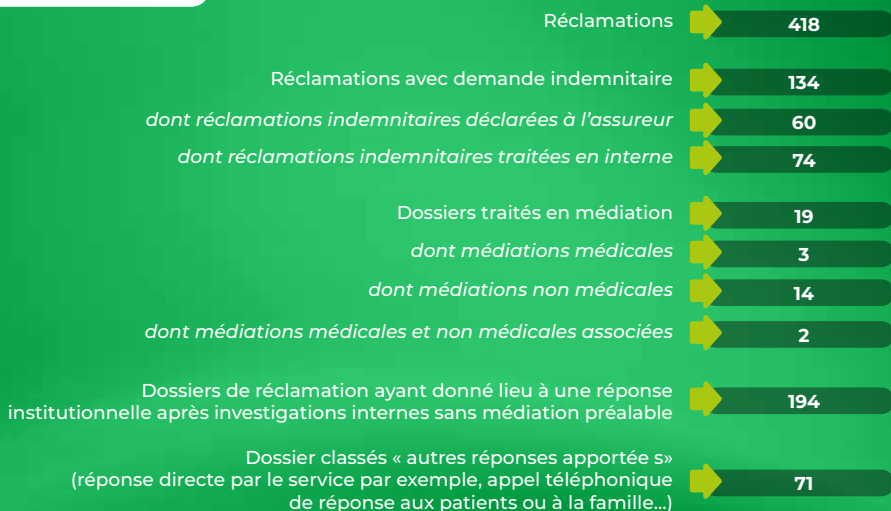 Réclamations 418
Réclamations avec demande indemnitaire 134
dont réclamations indemnitaires déclarées à l'assureur 60
dont réclamations indemnitaires traitées en interne 74
Dossiers traités en médiation 19
dont médiations médicales 3
dont médiations non médicales 14
dont médiations médicales et non médicales associées 2
Dossiers de réclamation ayant donné lieu à une réponse
institutionnelle après investigations internes sans médiation préalable 194
Dossier classés « autres réponses apportée s»
(réponse directe par le service par exemple, appel téléphonique 71
de réponse aux patients ou à la famille...)